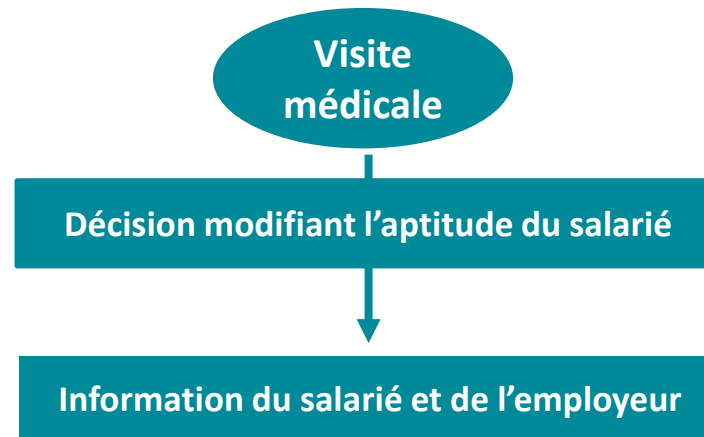 Visite
médicale
Décision modifiant l’aptitude du salarié
Information du salarié et de l’employeur